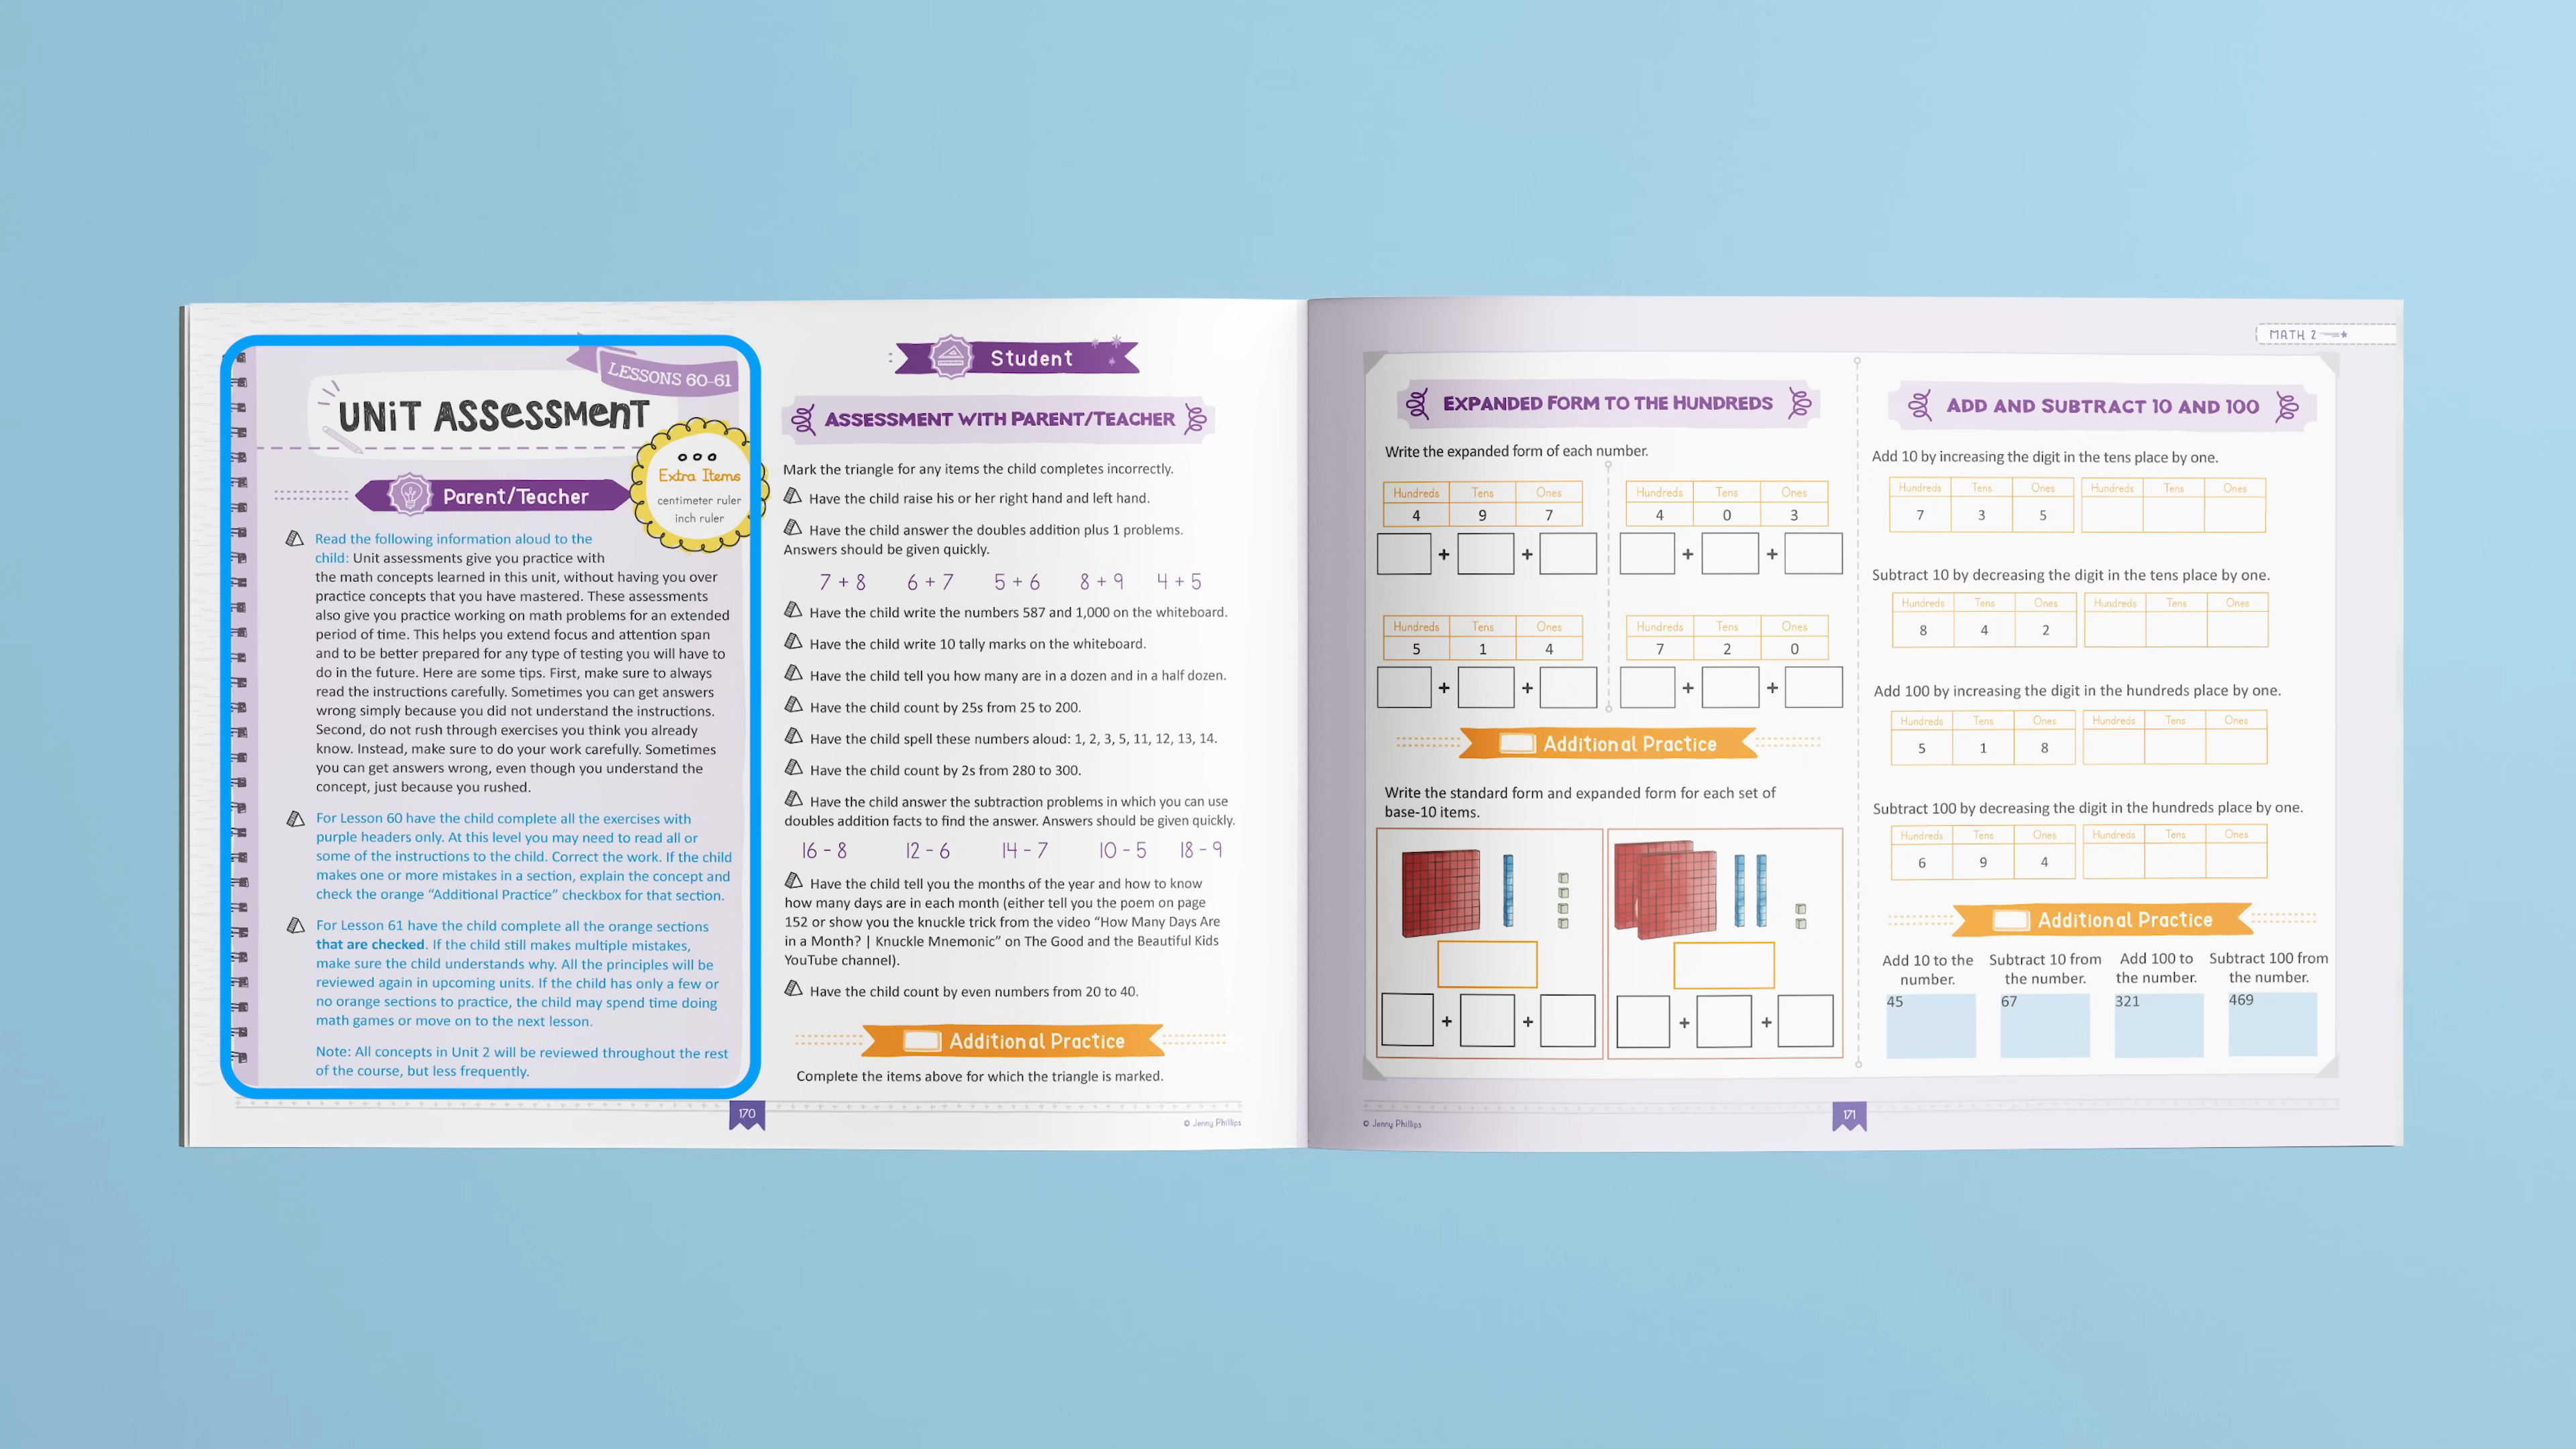 LESSONS 60-61
UNiT ASSeSSMeNT
Extra Items
centimeter ruler
inch ruler
Parent/Teacher
Read the following information aloud to the
child: Unit assessments give you practice with
the math concepts learned in this unit, without having you over
practice concepts that you have mastered. These assessments
also give you practice working on math problems for an extended
period of time. This helps you extend focus and attention span
and to be better prepared for any type of testing you will have to
do in the future. Here are some tips. First, make sure to always
read the instructions carefully. Sometimes you can get answers
wrong simply because you did not understand the instructions.
Second, do not rush through exercises you think you already
know. Instead, make sure to do your work carefully. Sometimes
you can get answers wrong, even though you understand the
concept, just because you rushed.
For Lesson 60 have the child complete all the exercises with
purple headers only. At this level you may need to read all or
some of the instructions to the child. Correct the work. If the child
makes one or more mistakes in a section, explain the concept and
check the orange “Additional Practice” checkbox for that section.
For Lesson 61 have the child complete all the orange sections
that are checked. If the child still makes multiple mistakes,
make sure the child understands why. All the principles will be
reviewed again in upcoming units. If the child has only a few or
no orange sections to practice, the child may spend time doing
math games or move on to the next lesson.
Note: All concepts in Unit 2 will be reviewed throughout the rest
of the course, but less frequently.
170
Student
ASSESSMENT WITH PARENT/TEACHER
Mark the triangle for any items the child completes incorrectly.
Have the child raise his or her right hand and left hand.
Have the child answer the doubles addition plus 1 problems.
Answers should be given quickly.
7 + 8 6 + 7 5 + 6 8 + 9 4 + 5
Have the child write the numbers 587 and 1,000 on the whiteboard.
Have the child write 10 tally marks on the whiteboard.
Have the child tell you how many are in a dozen and in a half dozen.
Have the child count by 25s from 25 to 200.
Have the child spell these numbers aloud: 1, 2, 3, 5, 11, 12, 13, 14.
Have the child count by 2s from 280 to 300.
Have the child answer the subtraction problems in which you can use
doubles addition facts to find the answer. Answers should be given quickly.
16 - 8 12 - 6 14 - 7 10 - 5 18 - 9
Have the child tell you the months of the year and how to know
how many days are in each month (either tell you the poem on page
152 or show you the knuckle trick from the video “How Many Days Are
in a Month? | Knuckle Mnemonic” on The Good and the Beautiful Kids
YouTube channel).
Have the child count by even numbers from 20 to 40.
Additional Practice
Complete the items above for which the triangle is marked.
© Jenny Phillips
MATH 2
EXPANDED FORM TO THE HUNDREDS
Write the expanded form of each number.
Hundreds Tens Ones Hundreds Tens Ones
4 9 7 4 0 3
+ + + +
Hundreds Tens Ones Hundreds Tens Ones
5 1 4 7 2 0
+ + + +
Additional Practice
Write the standard form and expanded form for each set of
base-10 items.
+ + + +
ADD AND SUBTRACT 10 AND 100
Add 10 by increasing the digit in the tens place by one.
Hundreds Tens Ones Hundreds Tens Ones
7 3 5
Subtract 10 by decreasing the digit in the tens place by one.
Hundreds Tens Ones Hundreds Tens Ones
8 4 2
Add 100 by increasing the digit in the hundreds place by one.
Hundreds Tens Ones Hundreds Tens Ones
5 1 8
Subtract 100 by decreasing the digit in the hundreds place by one.
Hundreds Tens Ones Hundreds Tens Ones
6 9 4
Additional Practice
Add 10 to the Subtract 10 from Add 100 to Subtract 100 from
number. the number. the number. the number.
45 67 321 469
© Jenny Phillips
171